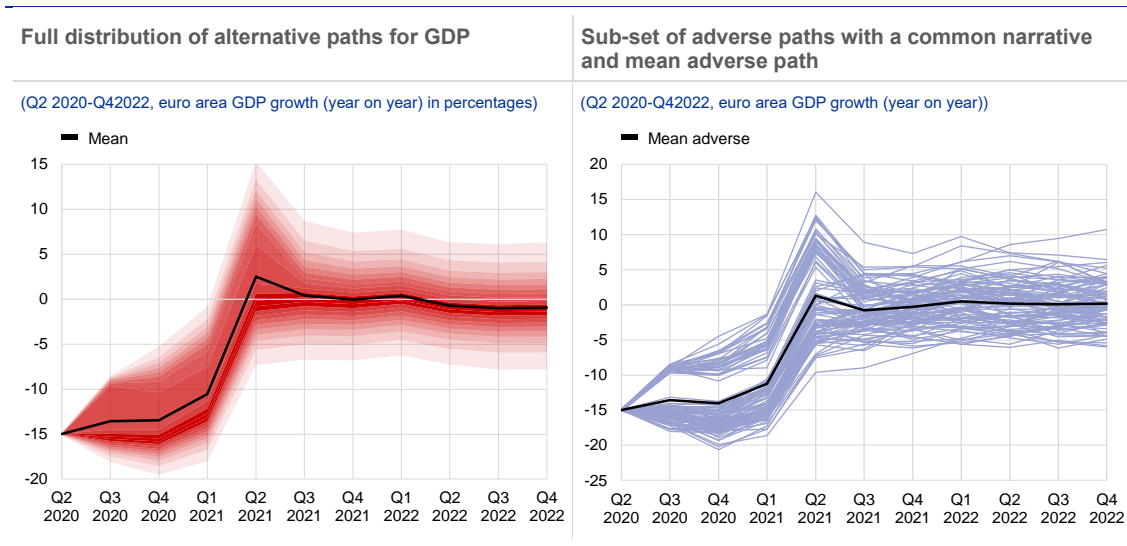 Full distribution of alternative paths for GDP
(Q2 2020-Q42022, euro area GDP growth (year on year) in percentages)
Mean
15
10
5
0
-5
-10
-15
-20
Q2 Q3 Q4 Q1 Q2 Q3 Q4 Q1 Q2 Q3 Q4
2020 2020 2020 2021 2021 2021 2021 2022 2022 2022 2022
Sub-set of adverse paths with a common narrative
and mean adverse path
(Q2 2020-Q42022, euro area GDP growth (year on year))
Mean adverse
20
15
10
5
0
-5
-10
-15
-20
-25
Q2 Q3 Q4 Q1 Q2 Q3 Q4 Q1 Q2 Q3 Q4
2020 2020 2020 2021 2021 2021 2021 2022 2022 2022 2022